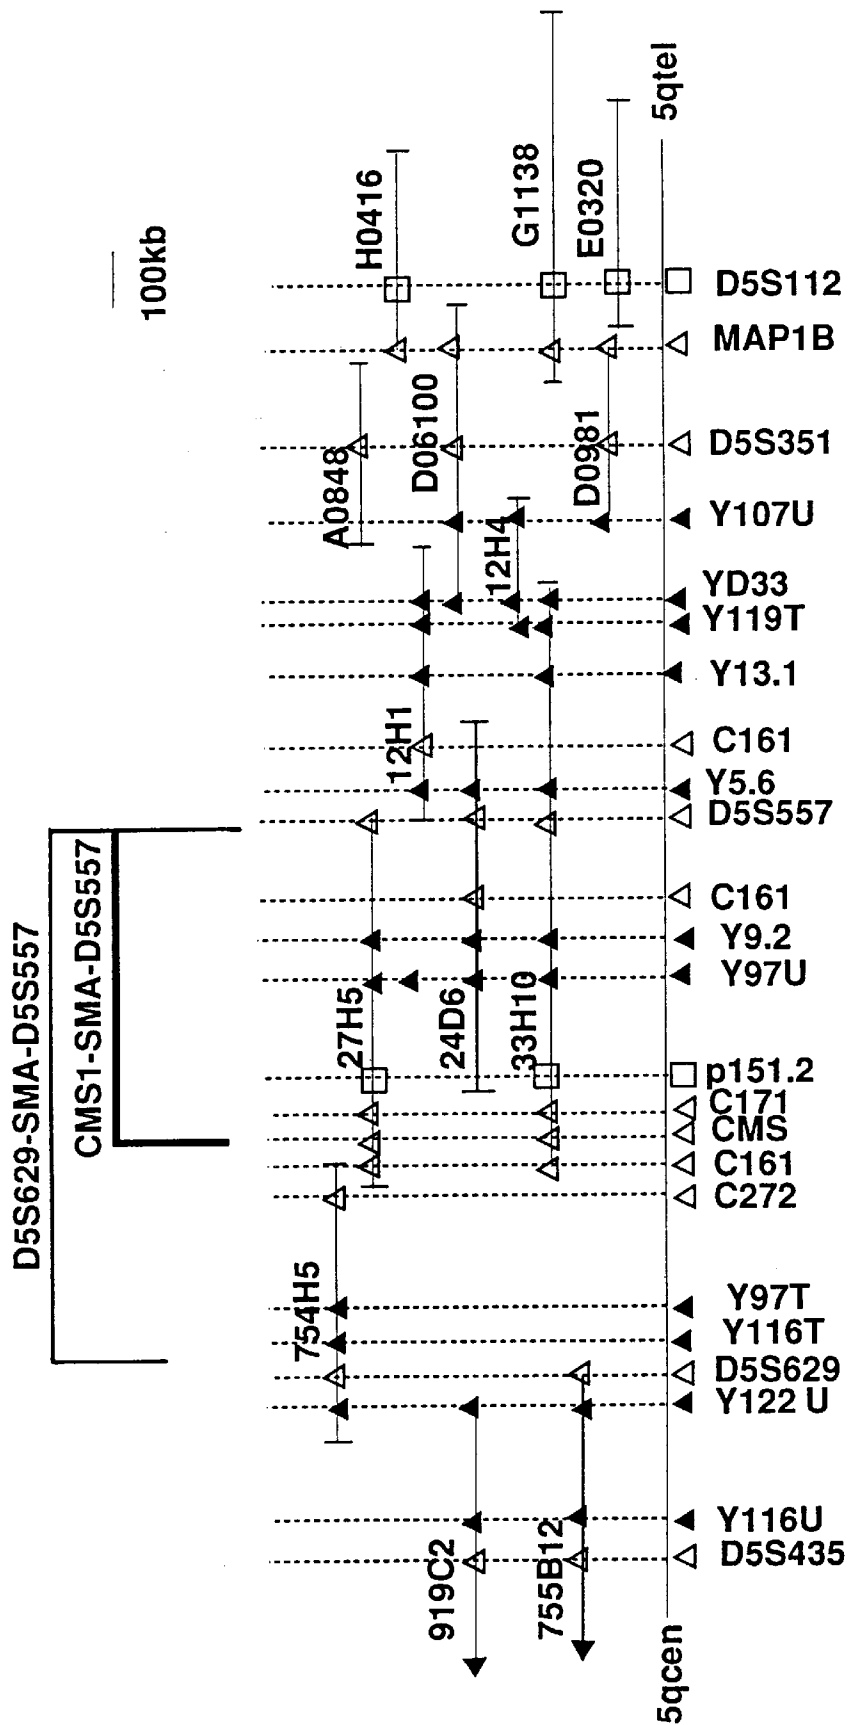 D5S629-SMA-D5S557
CMS1-SMA-D5S557
100kb
H0416
G1138
E0320
A0848
D06100
D0981
12H4
12H1
27H5
24D6
33H10
754H5
919C2
755B12
5qtel
D5S112
MAP1B
D5S351
Y107U
YD33
Y119T
Y13.1
C161
Y5.6
D5S557
C161
Y9.2
Y97U
p151.2
C171
CMS
C161
C272
Y97T
Y116T
D5S629
Y122 U
Y116U
D5S435
5qcen